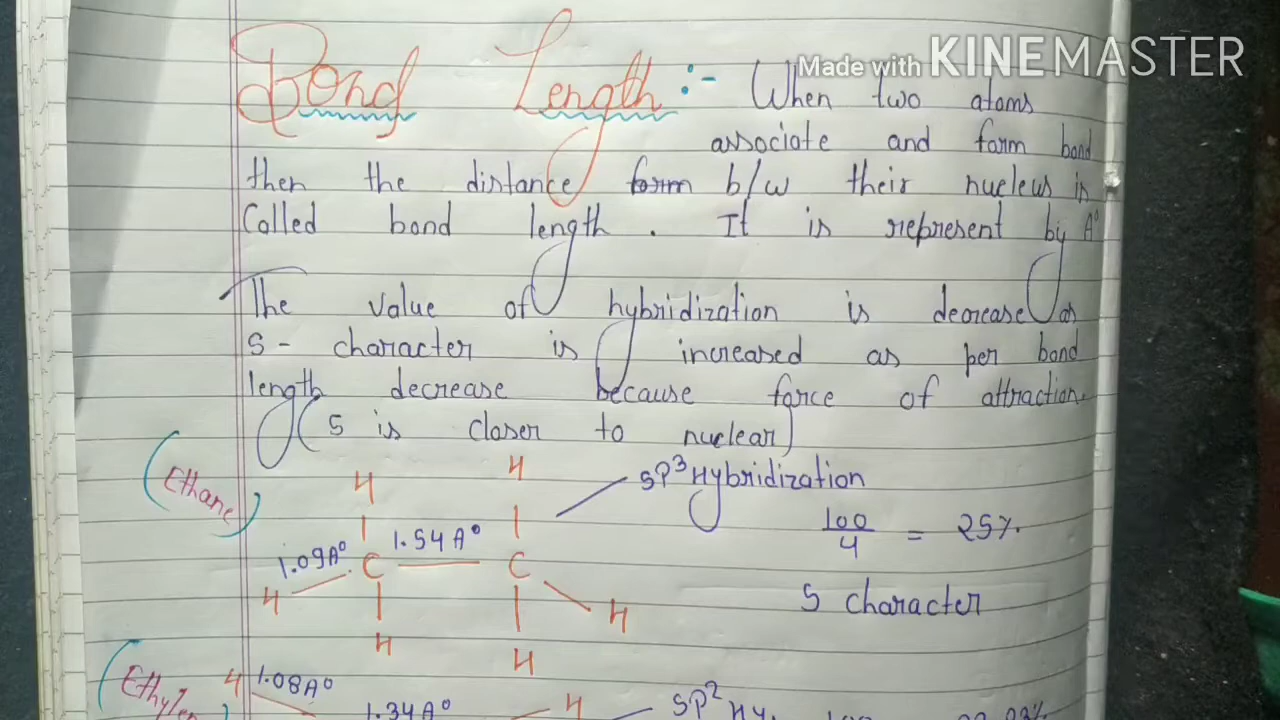 Made with KINEMASTER
Bond Length :- When two atoms
associate and form bond
then the distance form b/w their nucleus is
Called bond length . It is represent by A°
The value of hybridization is decrease as
S - character is increased as per bond
length decrease because force of attraction.
( S is closer to nuclear)
(Ethane)
H H
SP³ Hybridization
100/4 = 25%
1.09A° C 1.54A° C
H H
S character
H H
(Ethylen
H 1.08A°
1.34A° H SP² Hy.
100